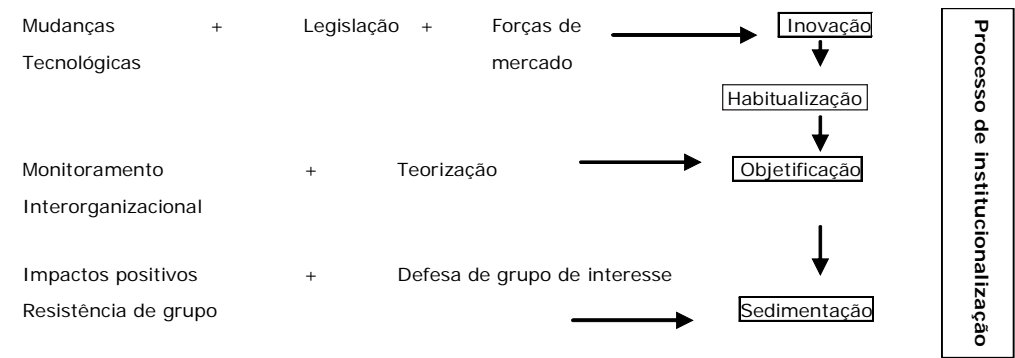 Mudanças + Legislação + Forças de Inovação
Tecnológicas mercado
Habitualização
Monitoramento + Teorização Objetificação
Interorganizacional
Impactos positivos + Defesa de grupo de interesse
Resistência de grupo Sedimentação
Processo de institucionalização